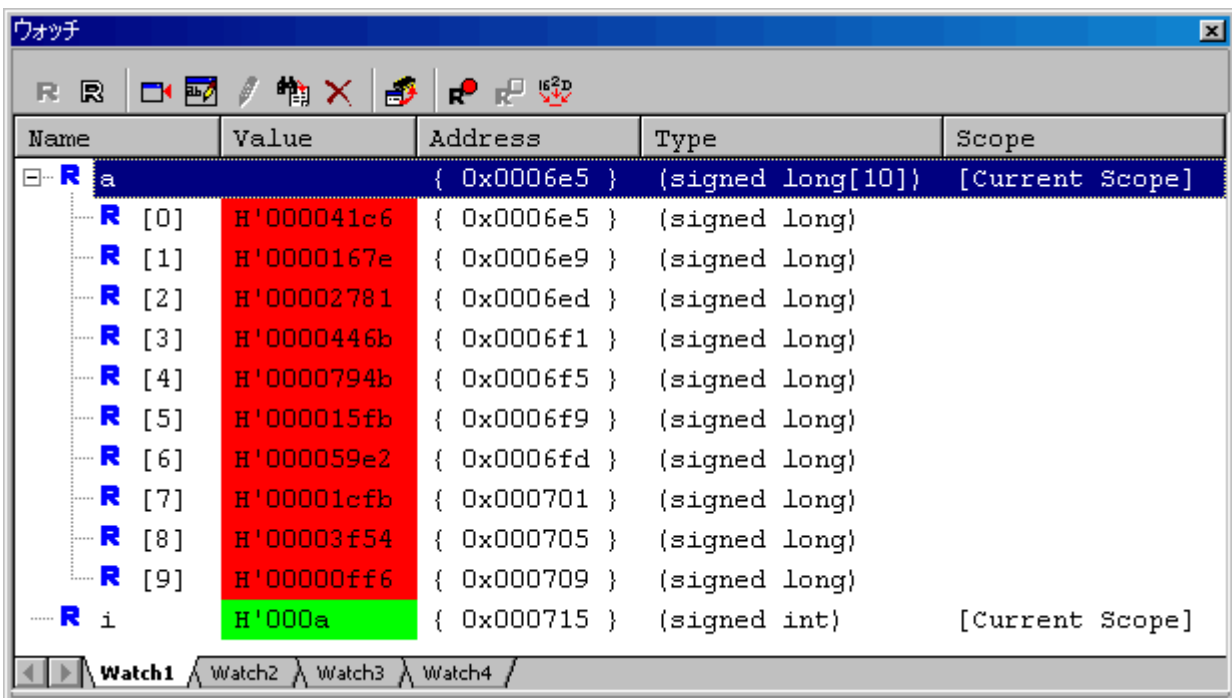 ウォッチ
Name Value Address Type Scope
R a { 0x0006e5 } (signed long[10]) [Current Scope]
R [0] H'000041c6 { 0x0006e5 } (signed long)
R [1] H'0000167e { 0x0006e9 } (signed long)
R [2] H'00002781 { 0x0006ed } (signed long)
R [3] H'0000446b { 0x0006f1 } (signed long)
R [4] H'0000794b { 0x0006f5 } (signed long)
R [5] H'000015fb { 0x0006f9 } (signed long)
R [6] H'000059e2 { 0x0006fd } (signed long)
R [7] H'00001cfb { 0x000701 } (signed long)
R [8] H'00003f54 { 0x000705 } (signed long)
R [9] H'00000ff6 { 0x000709 } (signed long)
R i H'000a { 0x000715 } (signed int) [Current Scope]
Watch1 Watch2 Watch3 Watch4